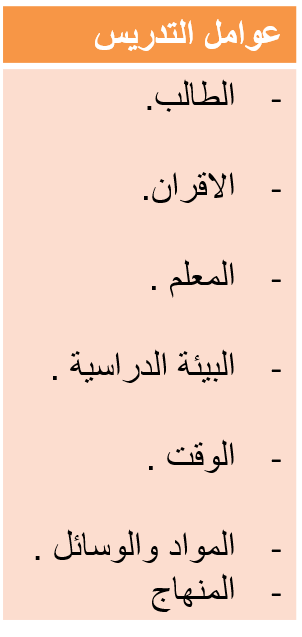 عوامل التدريس
- الطالب.
- الاقران.
- المعلم .
- البيئة الدراسية .
- الوقت .
- المواد والوسائل .
- المنهاج